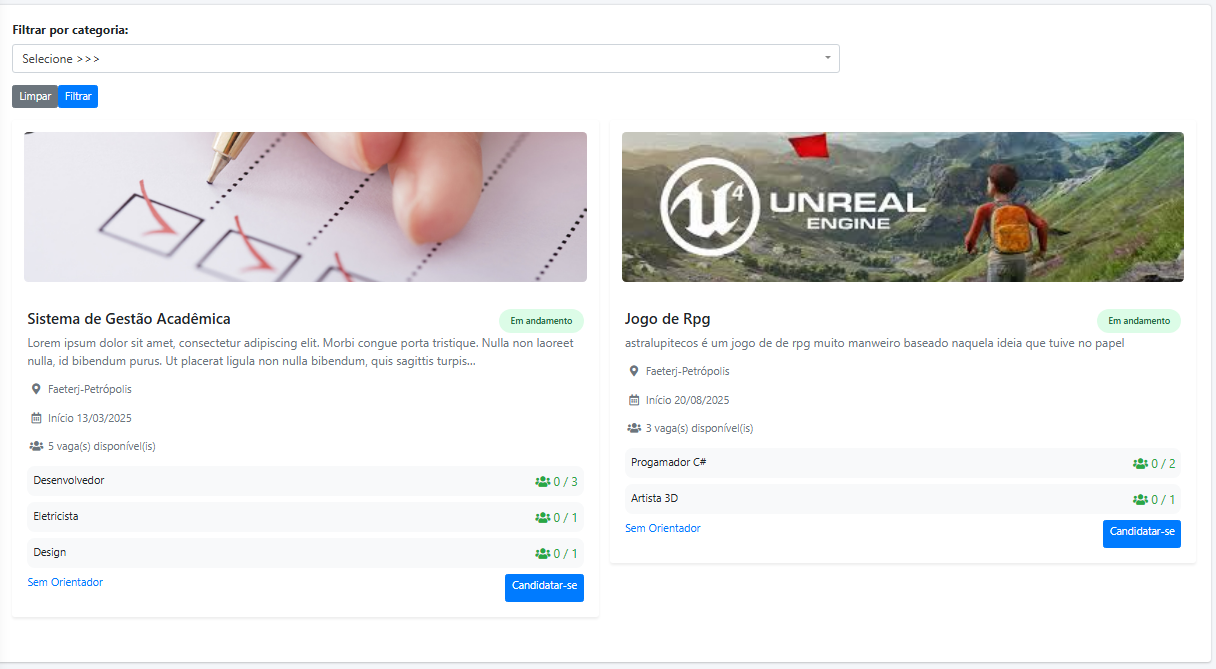 Filtrar por categoria:
Selecione >>>
Limpar Filtrar
Sistema de Gestão Acadêmica
Em andamento
Lorem ipsum dolor sit amet, consectetur adipiscing elit. Morbi congue porta tristique. Nulla non laoreet
nulla, id bibendum purus. Ut placerat ligula non nulla bibendum, quis sagittis turpis...
Faeterj-Petrópolis
Início 13/03/2025
5 vaga(s) disponível(is)
Desenvolvedor 0 / 3
Eletricista 0 / 1
Design 0 / 1
Sem Orientador
Candidatar-se
U4 UNREAL
ENGINE
Jogo de Rpg
Em andamento
astralupitecos é um jogo de de rpg muito manweiro baseado naquela ideia que tuive no papel
Faeterj-Petrópolis
Início 20/08/2025
3 vaga(s) disponível(is)
Progamador C# 0 / 2
Artista 3D 0 / 1
Sem Orientador
Candidatar-se